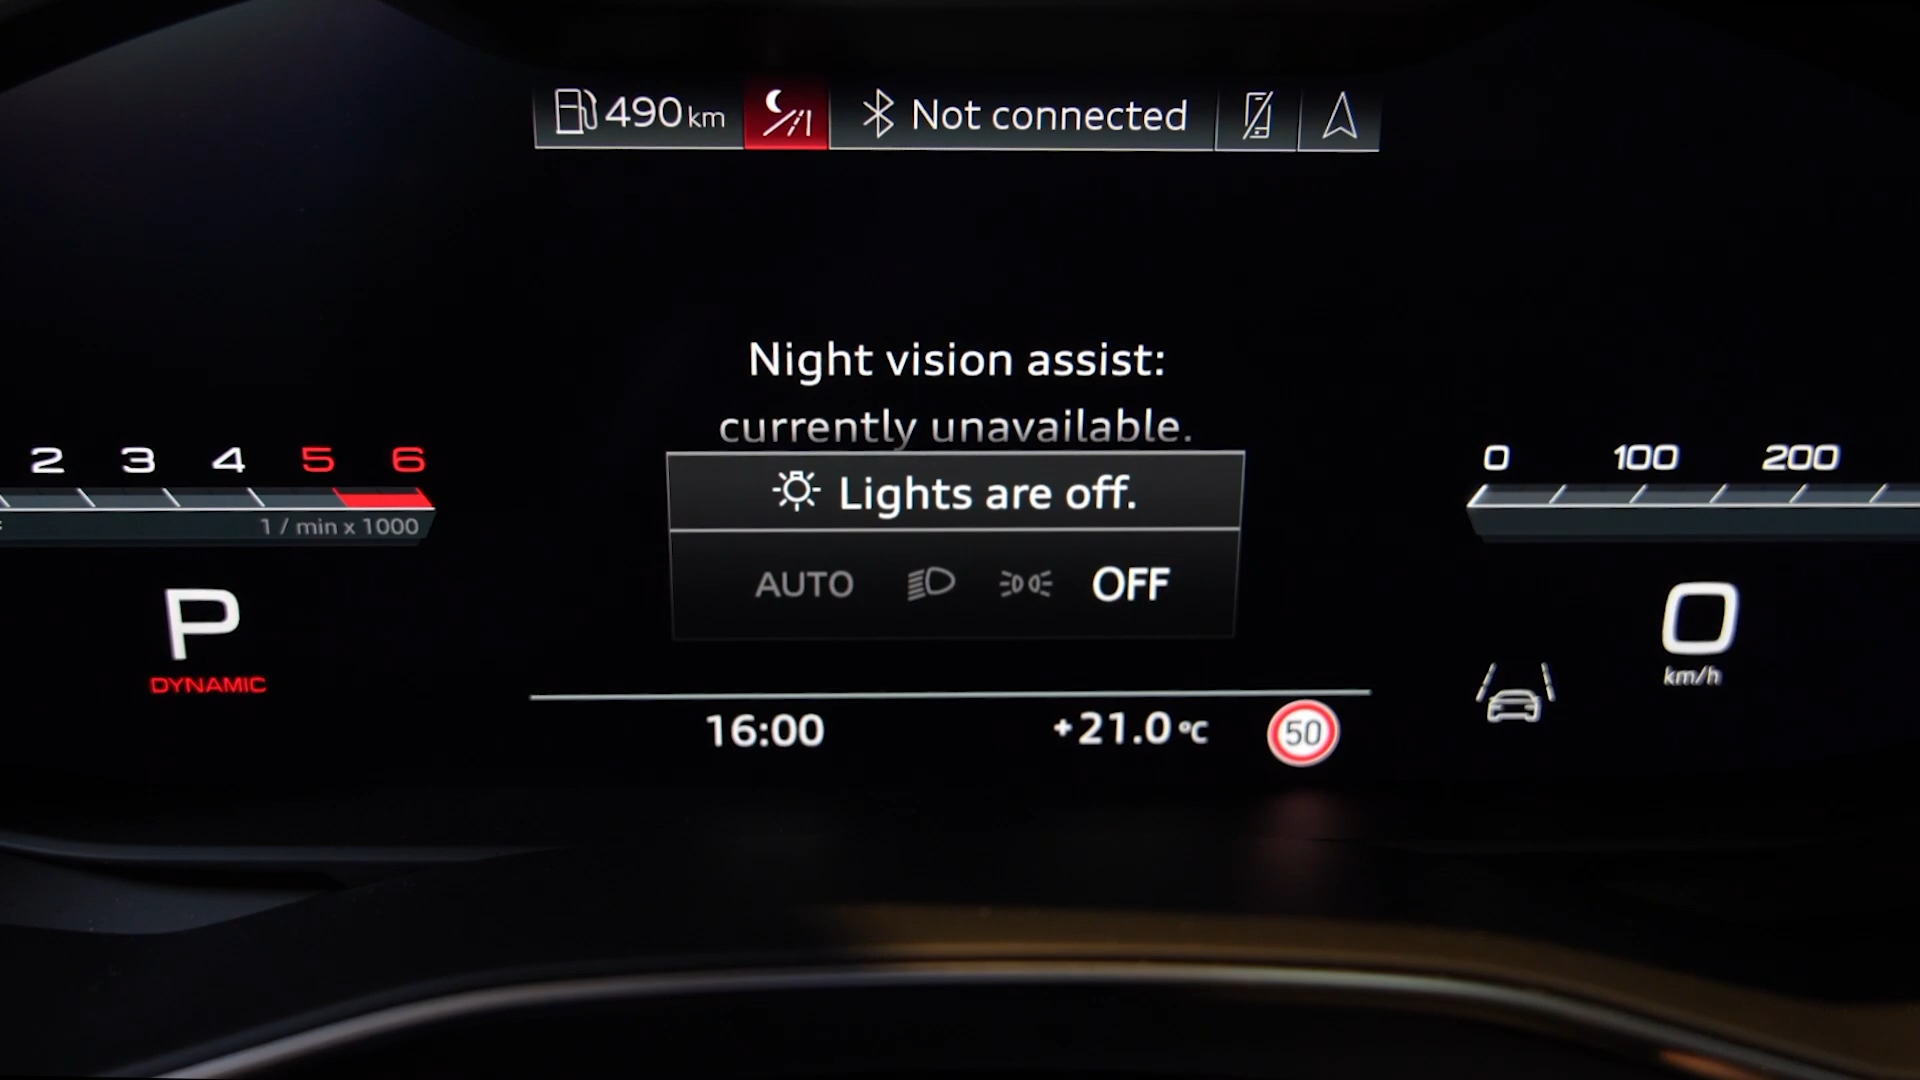 490 km
Not connected
Night vision assist:
currently unavailable.
Lights are off.
AUTO OFF
2 3 4 5 6
1 / min x 1000
P
DYNAMIC
0 100 200
0
km/h
16:00
+21.0 °C
50